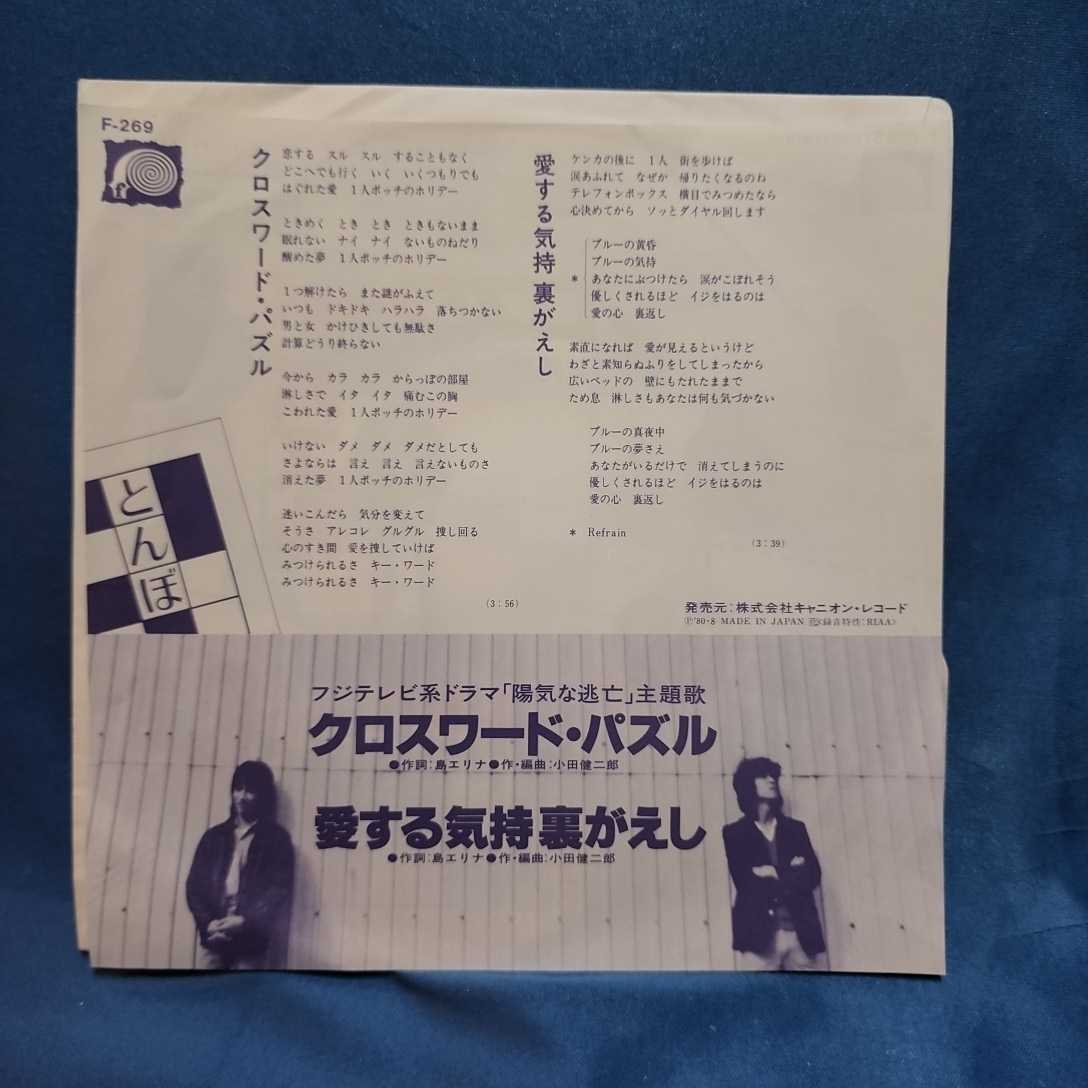 F-269
f
クロスワード・パズル
恋する スル スル することもなく
どこへでも行く いく いくつもりでも
はぐれた愛 1人ボッチのホリデー
ときめく とき とき ときもないまま
眠れない ナイ ナイ ないものねだり
醒めた夢 1人ボッチのホリデー
1つ解けたら また謎がふえて
いつも ドキドキ ハラハラ 落ちつかない
男と女 かけひきしても無駄さ
計算どうり終らない
今から カラ カラ からっぽの部屋
淋しさで イタ イタ 痛むこの胸
こわれた愛 1人ボッチのホリデー
いけない ダメ ダメ ダメだとしても
さよならは 言え 言え 言えないものさ
消えた夢 1人ボッチのホリデー
迷いこんだら 気分を変えて
そうさ アレコレ グルグル 捜し回る
心のすき間 愛を捜していけば
みつけられるさ キー・ワード
みつけられるさ キー・ワード
(3:56)
愛する気持 裏がえし
ケンカの後に 1人 街を歩けば
涙あふれて なぜか 帰りたくなるのね
テレフォンボックス 横目でみつめたなら
心決めてから ソッとダイヤル回します
ブルーの黄昏
ブルーの気持
* あなたにぶつけたら 涙がこぼれそう
優しくされるほど イジをはるのは
愛の心 裏返し
素直になれば 愛が見えるというけど
わざと素知らぬふりをしてしまったから
広いベッドの 壁にもたれたままで
ため息 淋しさもあなたは何も気づかない
ブルーの真夜中
ブルーの夢さえ
あなたがいるだけで 消えてしまうのに
優しくされるほど イジをはるのは
愛の心 裏返し
* Refrain
(3:39)
とんぼ
発売元:株式会社キャニオン・レコード
Ⓟ'80・8 MADE IN JAPAN 録音特性:RIAA
フジテレビ系ドラマ「陽気な逃亡」主題歌
クロスワード・パズル
●作詞:島エリナ●作・編曲:小田健二郎
愛する気持 裏がえし
●作詞:島エリナ●作・編曲:小田健二郎